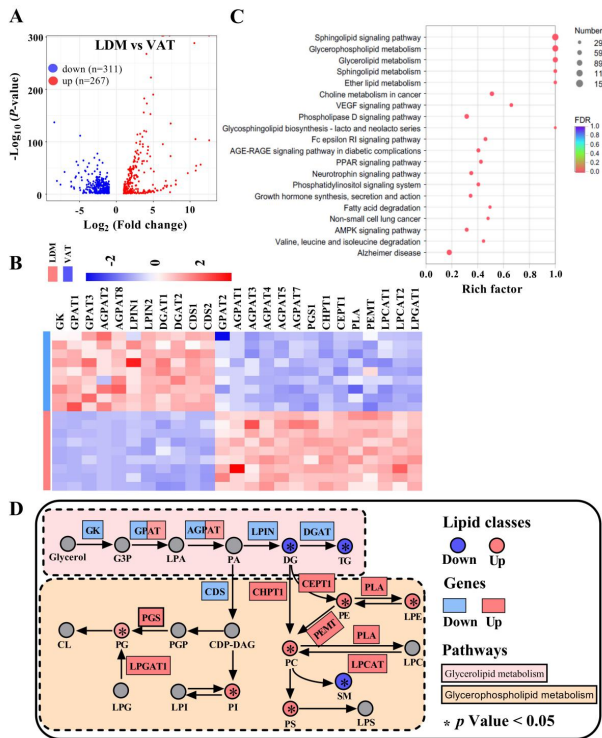 A
LDM vs VAT
down (n=311)
up (n=267)
300
200
100
0
-5
0
5
10
-Log10 (P-value)
Log2 (Fold change)
C
Sphingolipid signaling pathway
Glycerophospholipid metabolism
Glycerolipid metabolism
Sphingolipid metabolism
Ether lipid metabolism
Choline metabolism in cancer
VEGF signaling pathway
Phospholipase D signaling pathway
Glycosphingolipid biosynthesis - lacto and neolacto series
Fc epsilon RI signaling pathway
AGE-RAGE signaling pathway in diabetic complications
PPAR signaling pathway
Neurotrophin signaling pathway
Phosphatidylinositol signaling system
Growth hormone synthesis, secretion and action
Fatty acid degradation
Non-small cell lung cancer
AMPK signaling pathway
Valine, leucine and isoleucine degradation
Alzheimer disease
0.0 0.2 0.4 0.6 0.8 1.0
Rich factor
Number
29
59
89
11
15
FDR
1.0
0.8
0.6
0.4
0.2
0.0
B
LDM
VAT
-2 0 2
GK GPAT1 GPAT3 AGPAT2 AGPAT8 LPIN1 LPIN2 DGAT1 DGAT2 CDS1 CDS2 GPAT2 AGPAT1 AGPAT3 AGPAT4 AGPAT5 AGPAT7 PGS1 CHPT1 CEPT1 PLA PEMT LPCAT1 LPCAT2 LPGAT1
D
GK GPAT AGPAT LPIN DGAT
Glycerol G3P LPA PA DG TG
* *
CDS CHPT1 CEPT1 PLA
PE LPE
* *
PGS PEMT PLA
CL PG PGP CDP-DAG PC LPC
* *
LPGAT1 LPCAT
LPG LPI PI SM
* *
PS LPS
*
Lipid classes
Down Up
Genes
Down Up
Pathways
Glycerolipid metabolism
Glycerophospholipid metabolism
* p Value < 0.05